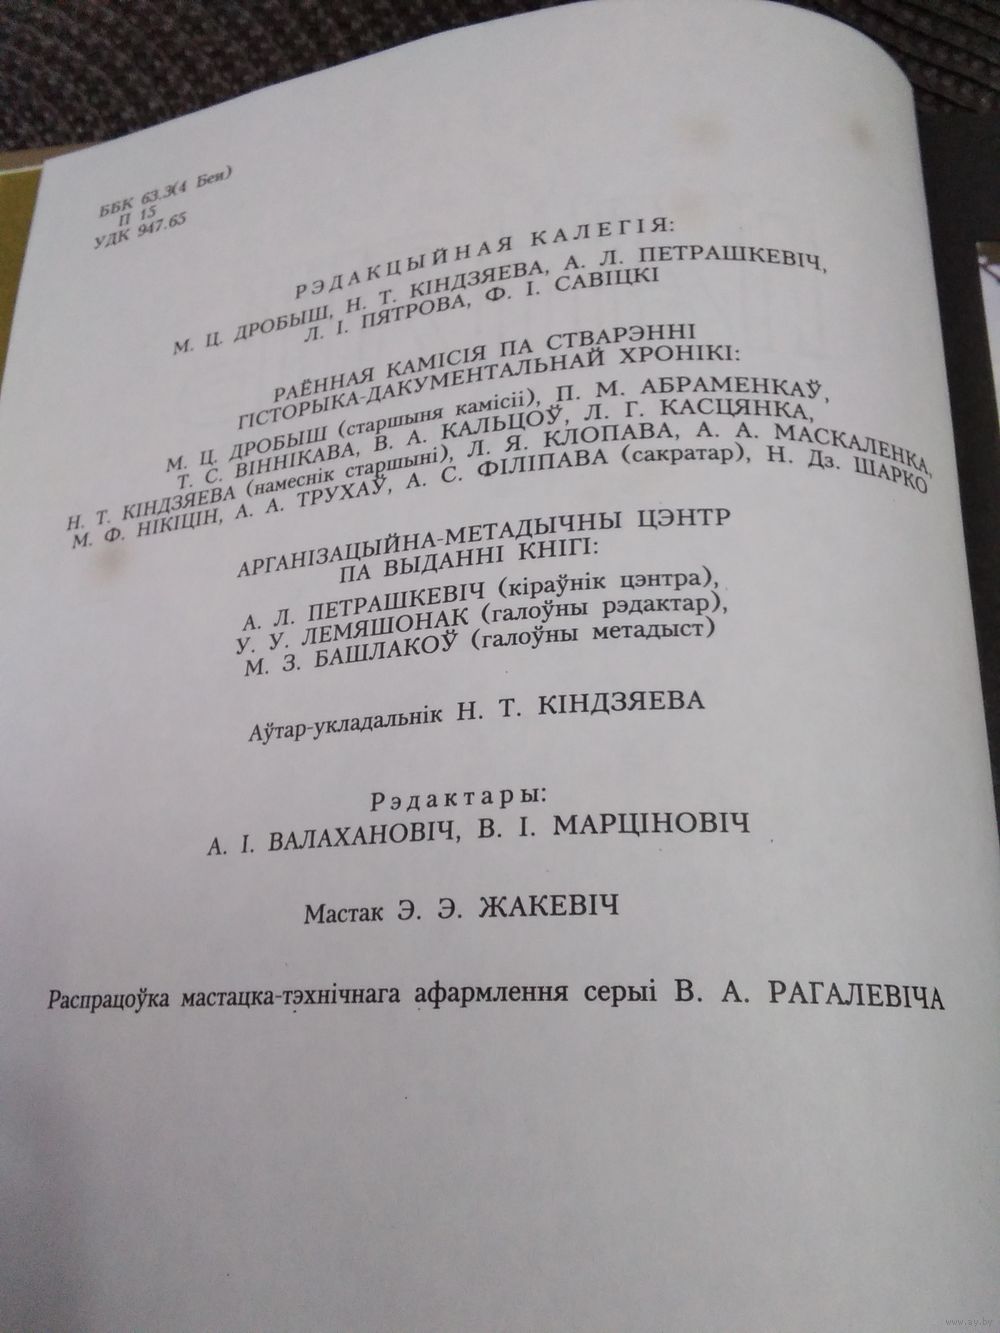 ББК 63.3(4 Беи)
П 15
УДК 947.65
РЭДАКЦЫЙНАЯ КАЛЕГІЯ:
М. Ц. ДРОБЫШ, Н. Т. КІНДЗЯЕВА, А. Л. ПЕТРАШКЕВІЧ,
Л. І. ПЯТРОВА, Ф. І. САВІЦКІ
РАЁННАЯ КАМІСІЯ ПА СТВАРЭННІ
ГІСТОРЫКА-ДАКУМЕНТАЛЬНАЙ ХРОНІКІ:
М. Ц. ДРОБЫШ (старшыня камісіі), П. М. АБРАМЕНКАЎ,
Т. С. ВІННІКАВА, В. А. КАЛЬЦОЎ, Л. Г. КАСЦЯНКА,
Н. Т. КІНДЗЯЕВА (намеснік старшыні), Л. Я. КЛОПАВА, А. А. МАСКАЛЕНКА,
М. Ф. НІКІЦІН, А. А. ТРУХАЎ, А. С. ФІЛІПАВА (сакратар), Н. Дз. ШАРКО
АРГАНІЗАЦЫЙНА-МЕТАДЫЧНЫ ЦЭНТР
ПА ВЫДАННІ КНІГІ:
А. Л. ПЕТРАШКЕВІЧ (кіраўнік цэнтра),
У. У. ЛЕМЯШОНАК (галоўны рэдактар),
М. З. БАШЛАКОЎ (галоўны метадыст)
Аўтар-укладальнік Н. Т. КІНДЗЯЕВА
Рэдактары:
А. І. ВАЛАХАНОВІЧ, В. І. МАРЦІНОВІЧ
Мастак Э. Э. ЖАКЕВІЧ
Распрацоўка мастацка-тэхнічнага афармлення серыі В. А. РАГАЛЕВІЧА
www.ay.by